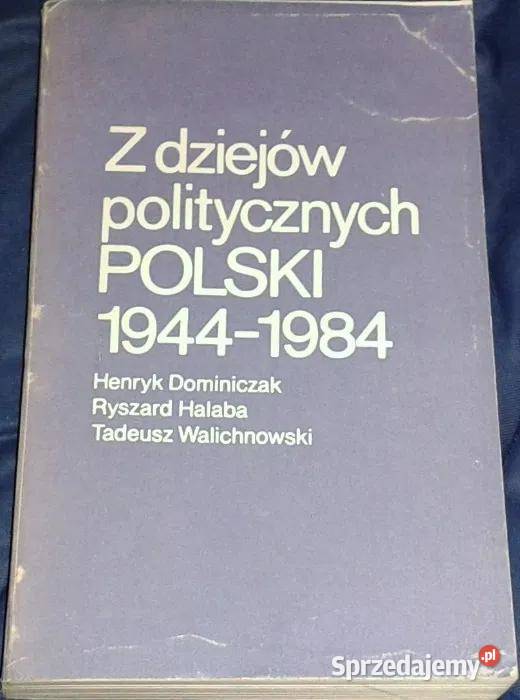 Z dziejów
politycznych
POLSKI
1944-1984
Henryk Dominiczak
Ryszard Halaba
Tadeusz Walichnowski
Sprzedajemy.pl